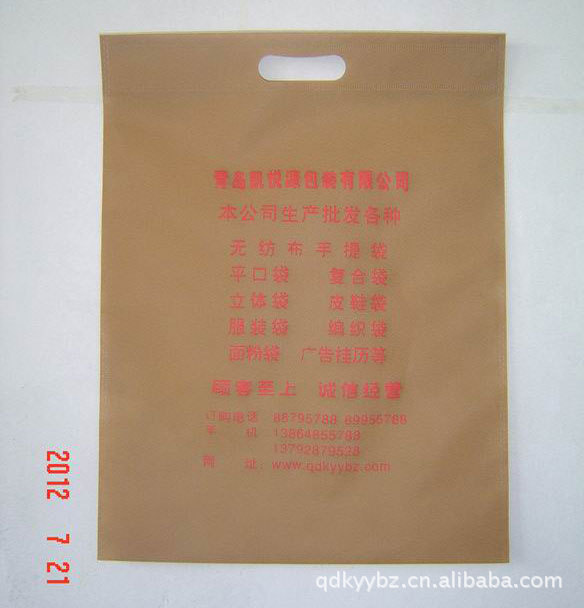 青岛凯悦源包装有限公司
本公司生产批发各种
无纺布手提袋
平口袋 复合袋
立体袋 皮鞋袋
服装袋 编织袋
面粉袋 广告挂历等
顾客至上 诚信经营
订购电话: 86795788 89955766
手 机: 13864855788
13792879528
网 址: www.qdkyybz.com
2012 7 21
qdkyybz.cn.alibaba.com